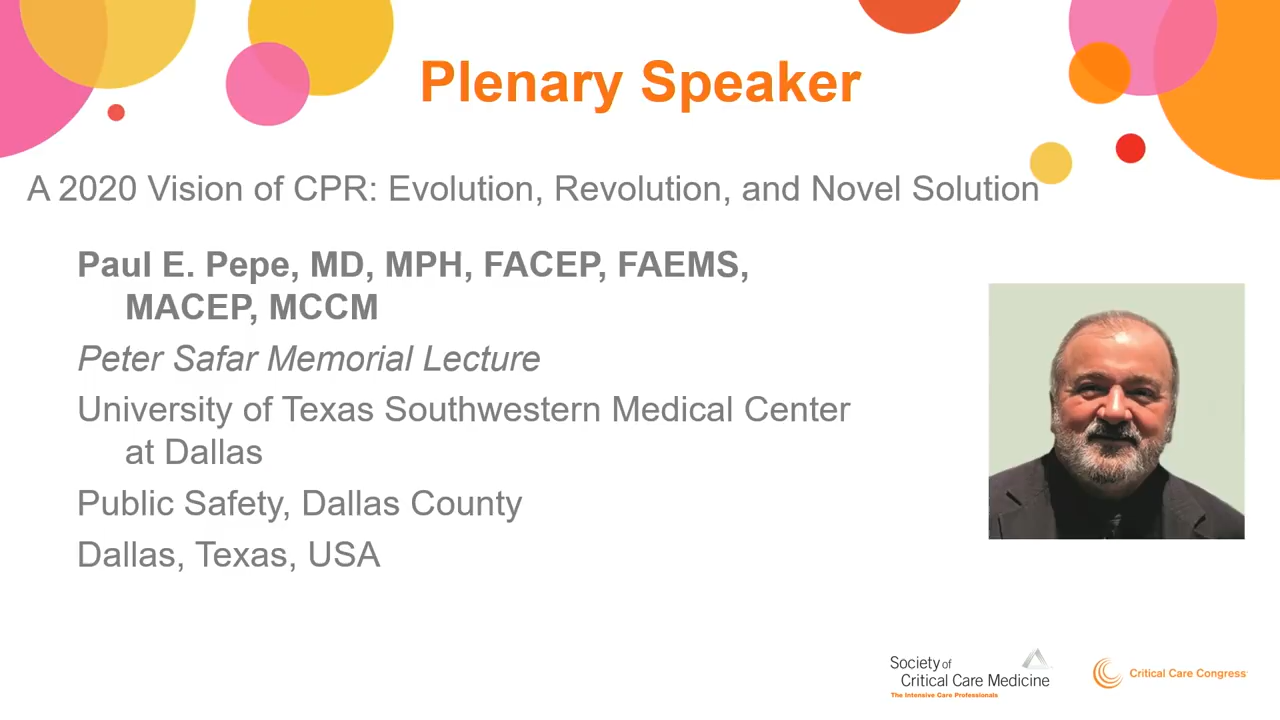 Plenary Speaker
A 2020 Vision of CPR: Evolution, Revolution, and Novel Solution
Paul E. Pepe, MD, MPH, FACEP, FAEMS,
MACEP, MCCM
Peter Safar Memorial Lecture
University of Texas Southwestern Medical Center
at Dallas
Public Safety, Dallas County
Dallas, Texas, USA
Society of
Critical Care Medicine
The Intensive Care Professionals
Critical Care Congress